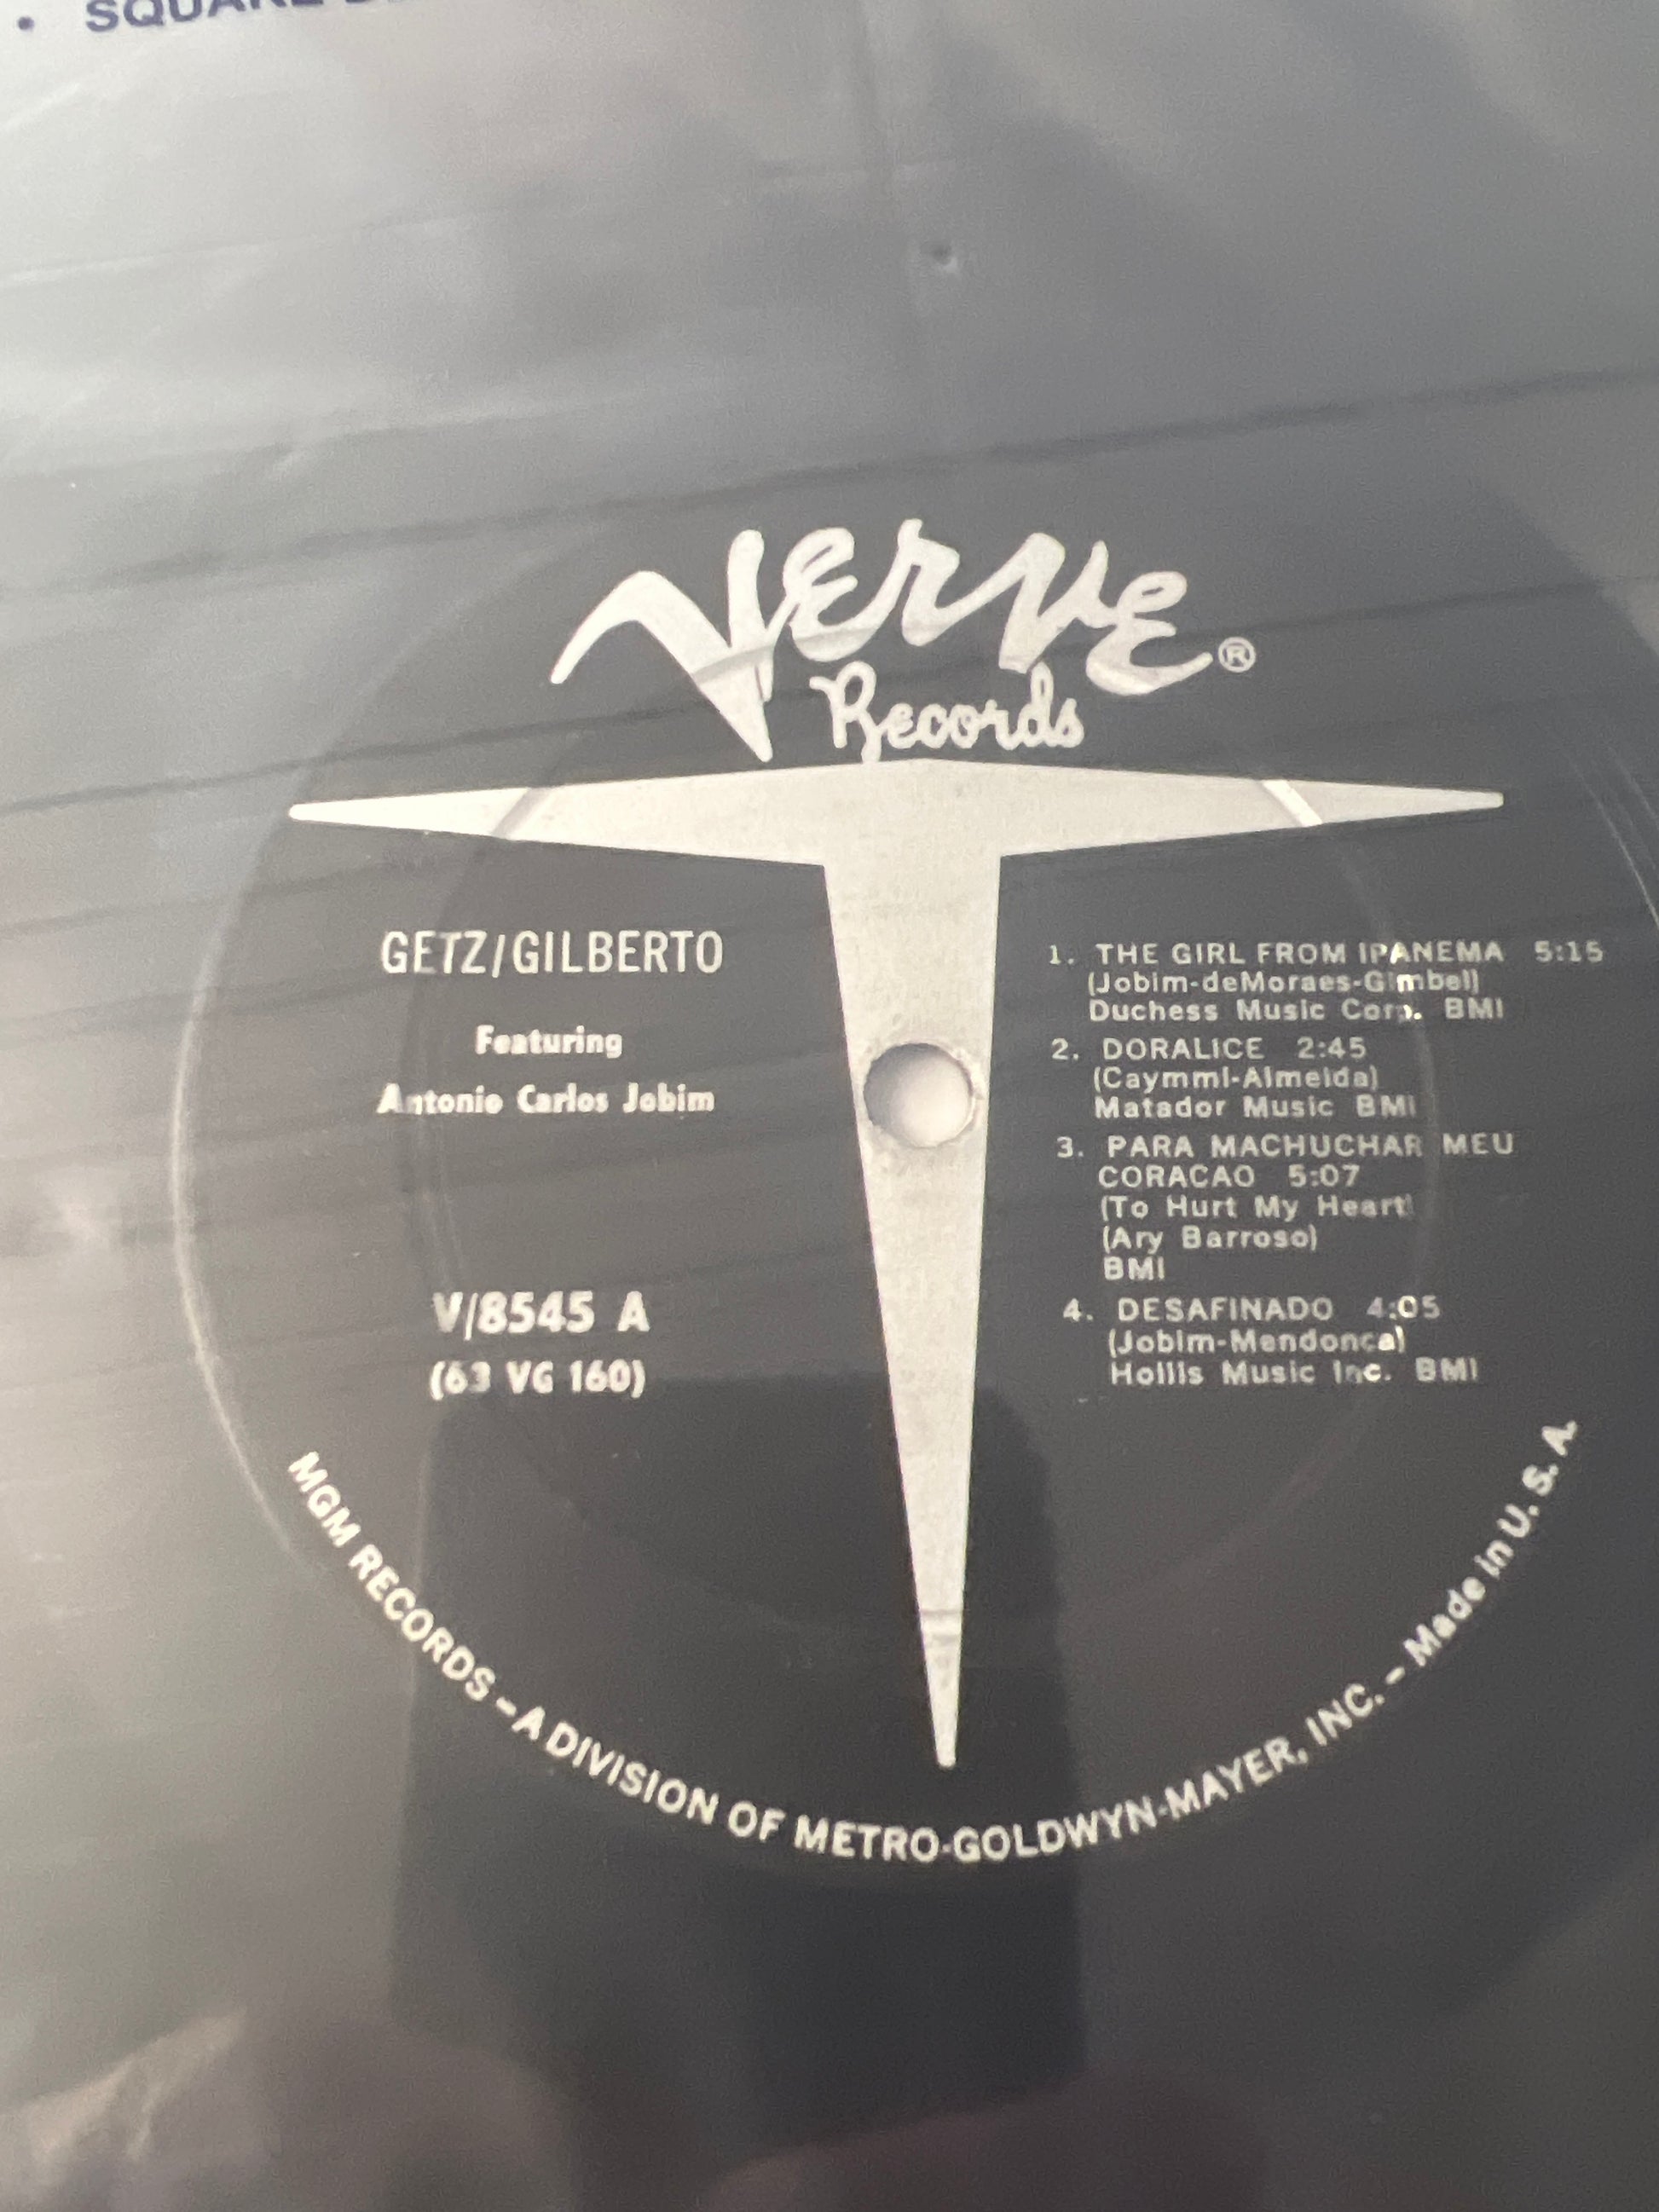 • SQUARE
Verve ®
Records
GETZ/GILBERTO
Featuring
Antonio Carlos Jobim
V/8545 A
(63 VG 160)
1. THE GIRL FROM IPANEMA 5:15
(Jobim-deMoraes-Gimbel)
Duchess Music Corp. BMI
2. DORALICE 2:45
(Caymmi-Almeida)
Matador Music BMI
3. PARA MACHUCHAR MEU
CORACAO 5:07
(To Hurt My Heart)
(Ary Barroso)
BMI
4. DESAFINADO 4:05
(Jobim-Mendonca)
Hollis Music Inc. BMI
MGM RECORDS – A DIVISION OF METRO-GOLDWYN-MAYER, INC. – Made in U. S. A.